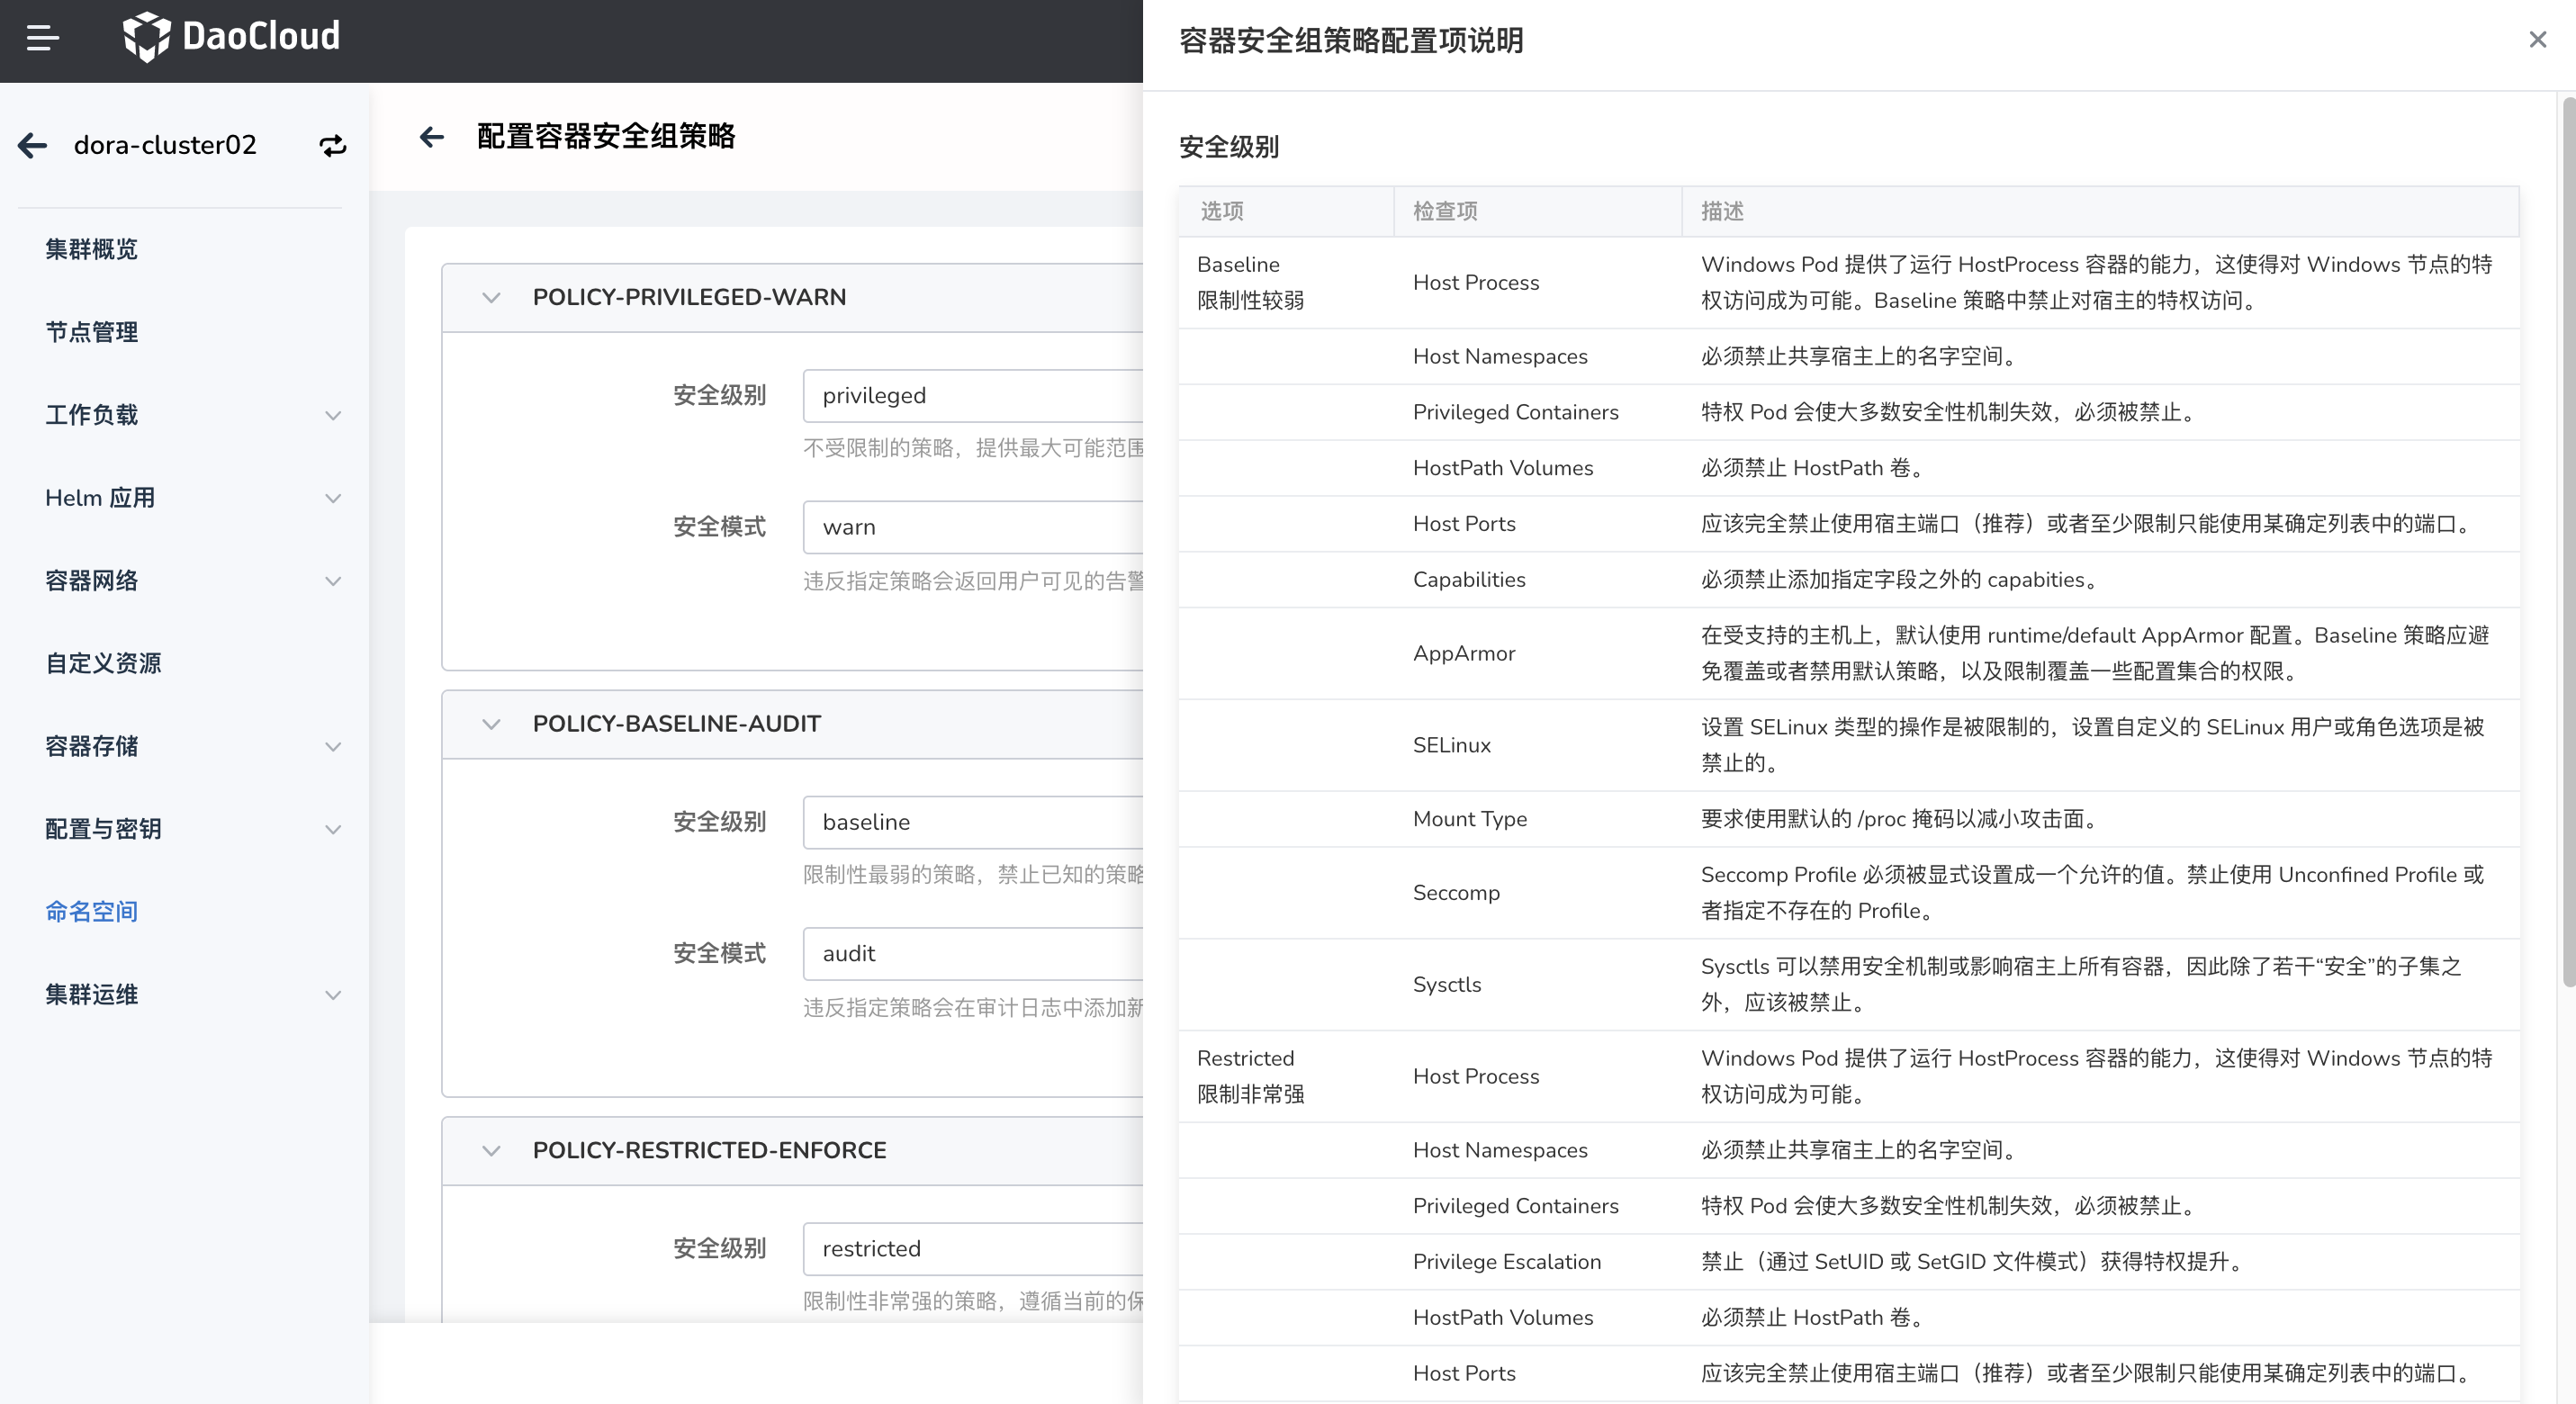 DaoCloud
dora-cluster02
集群概览
节点管理
工作负载
Helm 应用
容器网络
自定义资源
容器存储
配置与密钥
命名空间
集群运维
配置容器安全组策略
POLICY-PRIVILEGED-WARN
安全级别
privileged
不受限制的策略，提供最大可能范围
安全模式
warn
违反指定策略会返回用户可见的告警
POLICY-BASELINE-AUDIT
安全级别
baseline
限制性最弱的策略，禁止已知的策略
安全模式
audit
违反指定策略会在审计日志中添加新
POLICY-RESTRICTED-ENFORCE
安全级别
restricted
限制性非常强的策略，遵循当前的保
容器安全组策略配置项说明
安全级别
选项 检查项 描述
Baseline
限制性较弱
Host Process
Windows Pod 提供了运行 HostProcess 容器的能力，这使得对 Windows 节点的特
权访问成为可能。Baseline 策略中禁止对宿主的特权访问。
Host Namespaces 必须禁止共享宿主上的名字空间。
Privileged Containers 特权 Pod 会使大多数安全性机制失效，必须被禁止。
HostPath Volumes 必须禁止 HostPath 卷。
Host Ports 应该完全禁止使用宿主端口（推荐）或者至少限制只能使用某确定列表中的端口。
Capabilities 必须禁止添加指定字段之外的 capabities。
AppArmor
在受支持的主机上，默认使用 runtime/default AppArmor 配置。Baseline 策略应避
免覆盖或者禁用默认策略，以及限制覆盖一些配置集合的权限。
SELinux
设置 SELinux 类型的操作是被限制的，设置自定义的 SELinux 用户或角色选项是被
禁止的。
Mount Type 要求使用默认的 /proc 掩码以减小攻击面。
Seccomp
Seccomp Profile 必须被显式设置成一个允许的值。禁止使用 Unconfined Profile 或
者指定不存在的 Profile。
Sysctls
Sysctls 可以禁用安全机制或影响宿主上所有容器，因此除了若干“安全”的子集之
外，应该被禁止。
Restricted
限制非常强
Host Process
Windows Pod 提供了运行 HostProcess 容器的能力，这使得对 Windows 节点的特
权访问成为可能。
Host Namespaces 必须禁止共享宿主上的名字空间。
Privileged Containers 特权 Pod 会使大多数安全性机制失效，必须被禁止。
Privilege Escalation 禁止（通过 SetUID 或 SetGID 文件模式）获得特权提升。
HostPath Volumes 必须禁止 HostPath 卷。
Host Ports 应该完全禁止使用宿主端口（推荐）或者至少限制只能使用某确定列表中的端口。